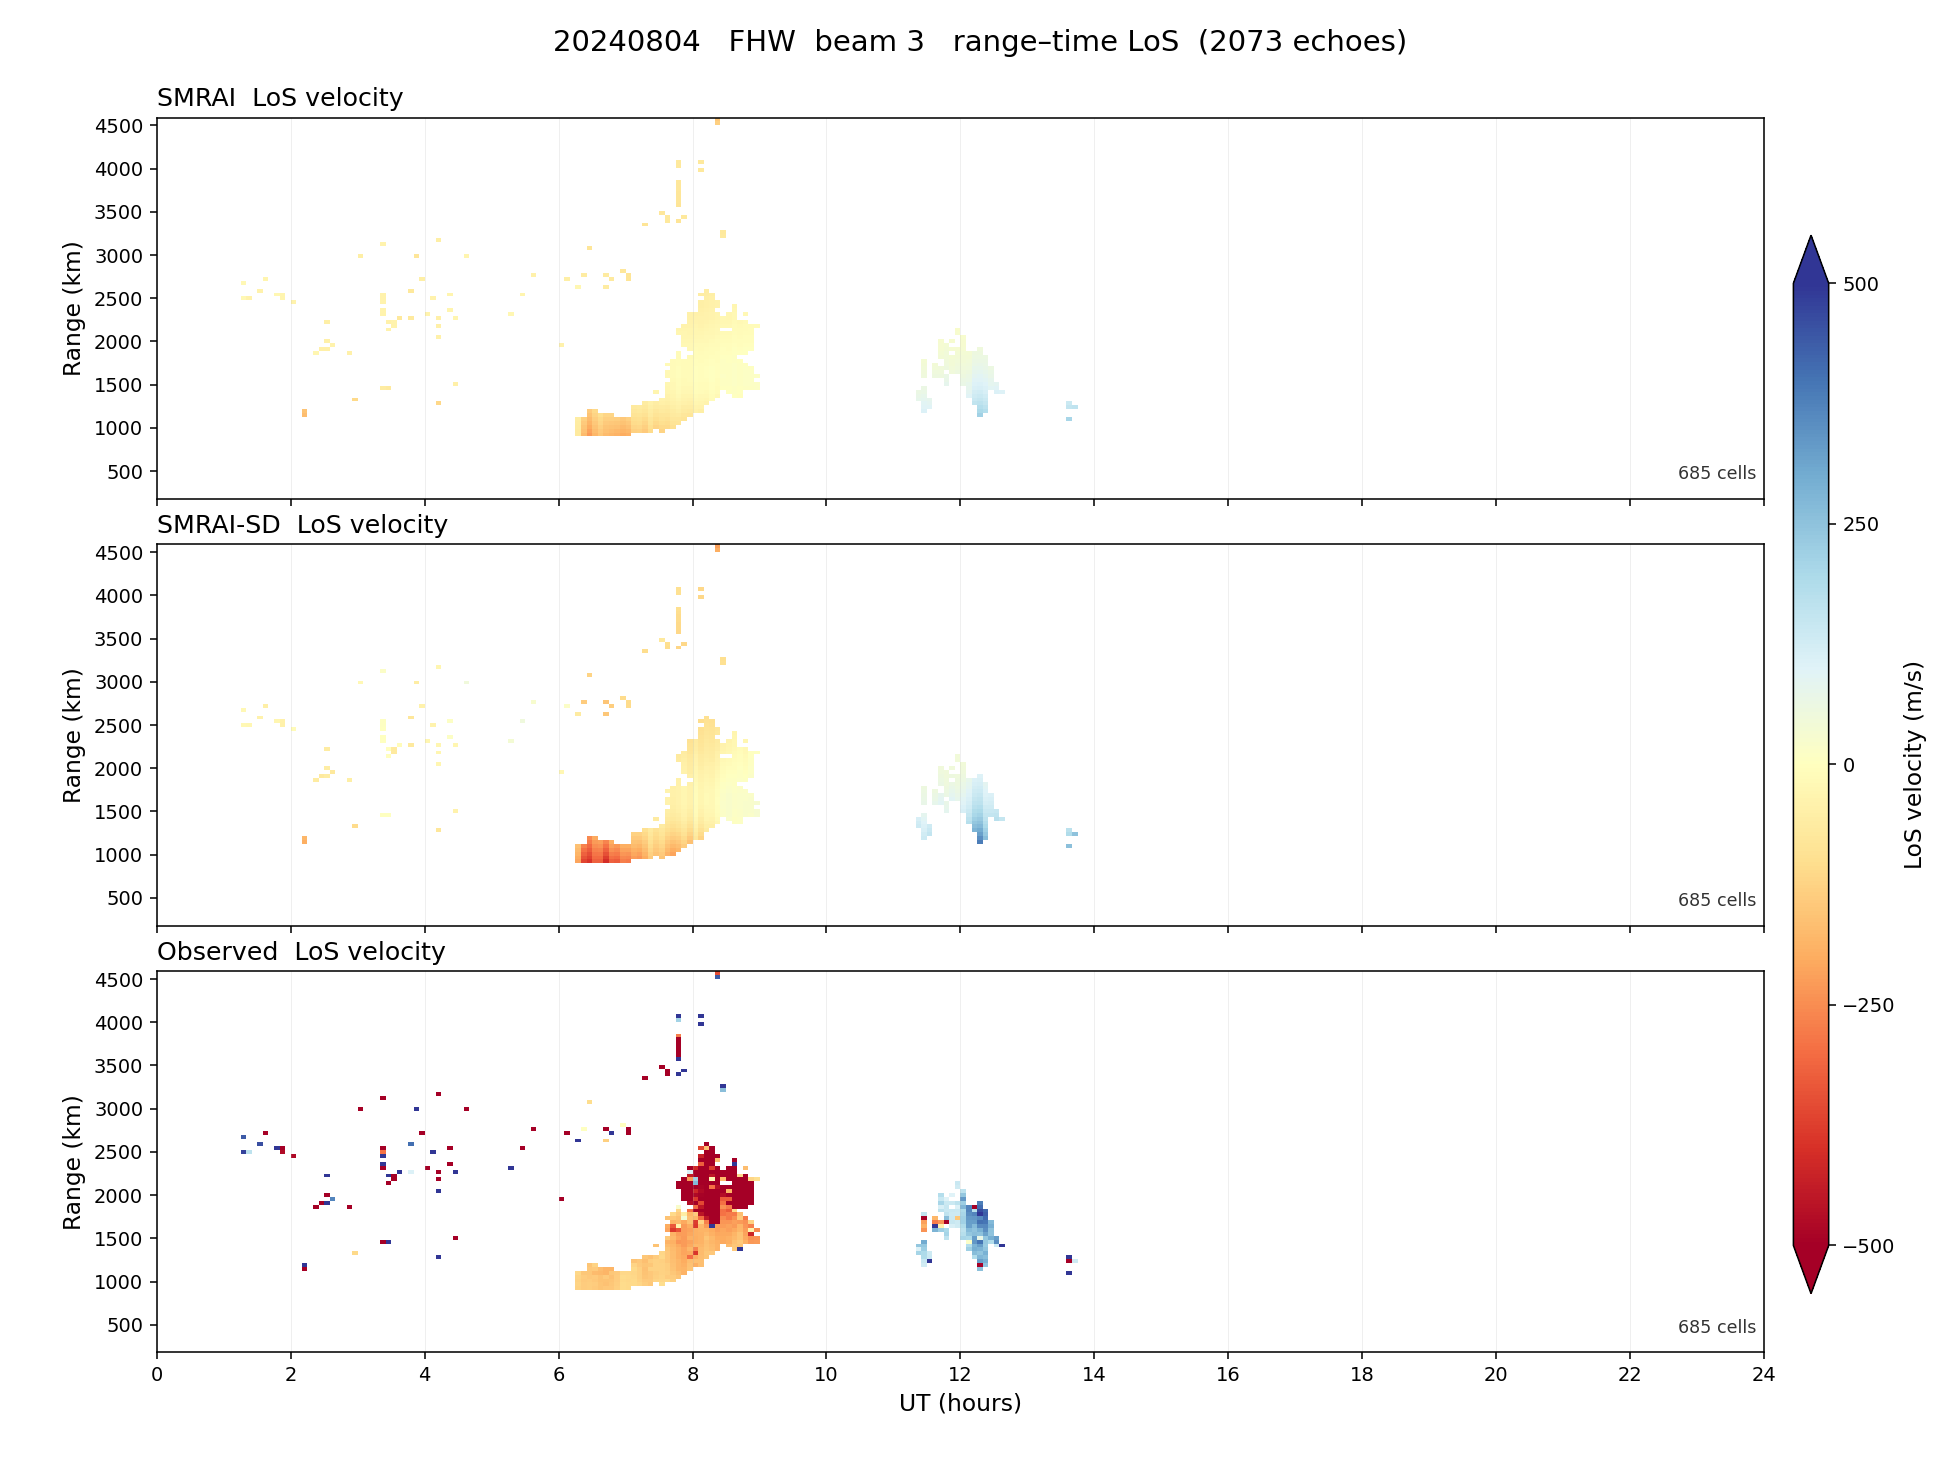 20240804   FHW  beam 3   range–time LoS  (2073 echoes)
SMRAI  LoS velocity
4500
4000
3500
3000
2500
2000
1500
1000
500
Range (km)
685 cells
SMRAI-SD  LoS velocity
4500
4000
3500
3000
2500
2000
1500
1000
500
Range (km)
685 cells
Observed  LoS velocity
4500
4000
3500
3000
2500
2000
1500
1000
500
Range (km)
685 cells
0 2 4 6 8 10 12 14 16 18 20 22 24
UT (hours)
500
250
0
−250
−500
LoS velocity (m/s)